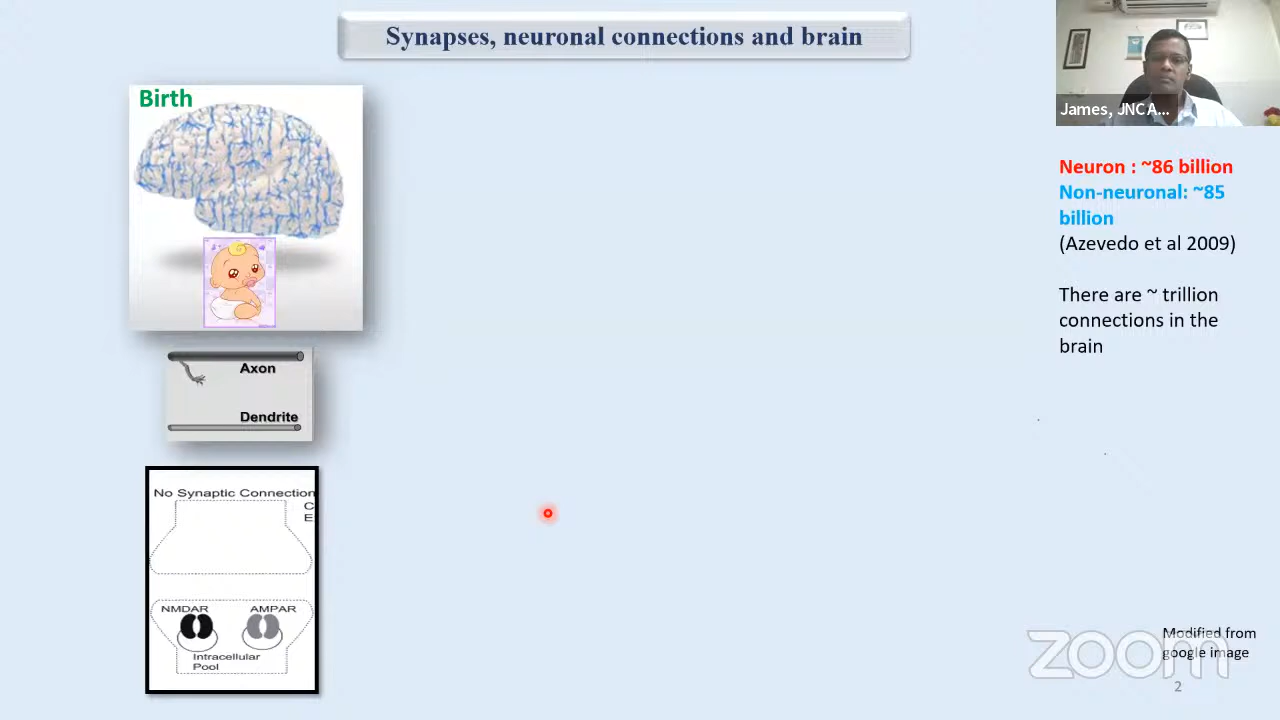 Synapses, neuronal connections and brain
Birth
Axon
Dendrite
No Synaptic Connection
C
E
NMDAR AMPAR
Intracellular
Pool
James, JNCA...
Neuron : ~86 billion
Non-neuronal: ~85
billion
(Azevedo et al 2009)
There are ~ trillion
connections in the
brain
Modified from
google image
zoom
2